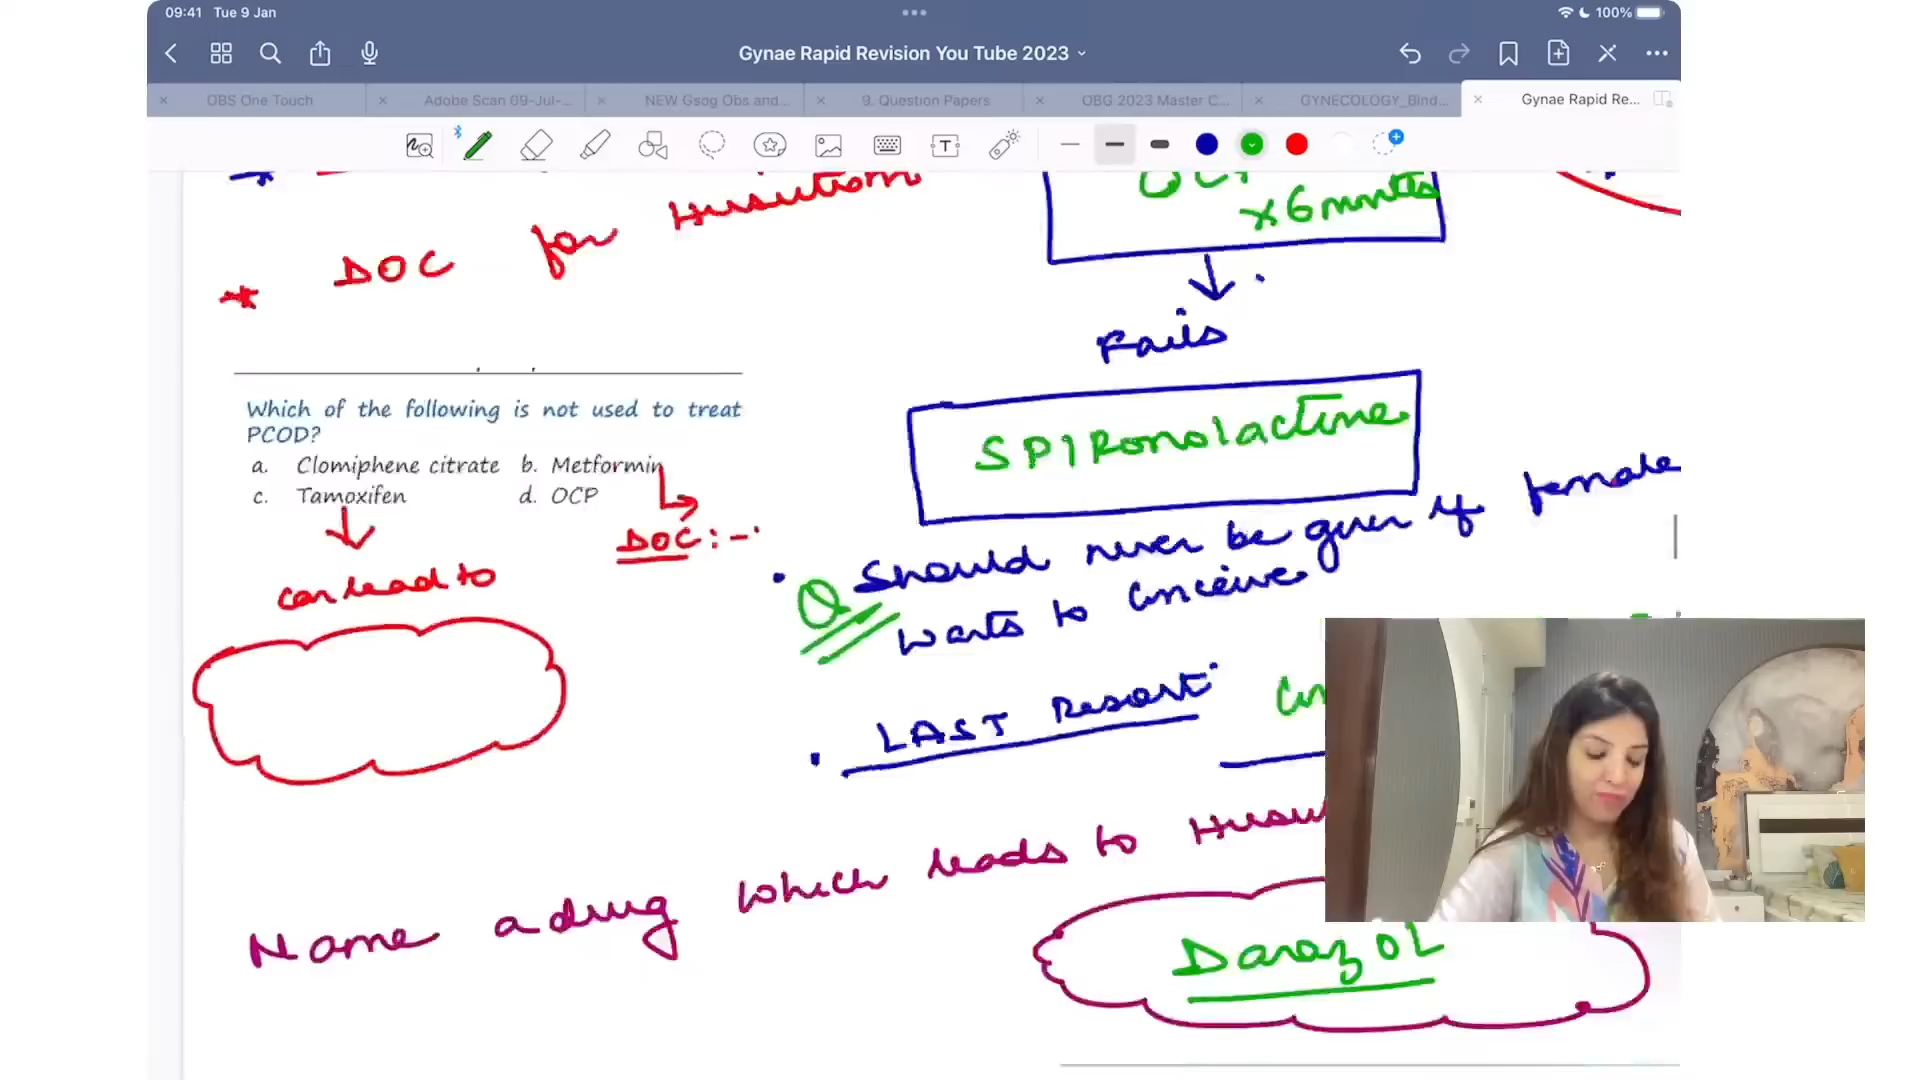 09:41 Tue 9 Jan
100%
Gynae Rapid Revision You Tube 2023
OBS One Touch
Adobe Scan 09-Jul-...
NEW Gsog Obs and...
9. Question Papers
OBG 2023 Master C...
GYNECOLOGY_Bind...
Gynae Rapid Re...
x 6 months
DOC for Hirsutism
Fails
Which of the following is not used to treat
PCOD?
a. Clomiphene citrate b. Metformin
c. Tamoxifen d. OCP
DOC : -
can lead to
SPIRonolactone
Q Should never be given if female
wants to Conceive
LAST Resort
Name a drug which leads to
DanazOL